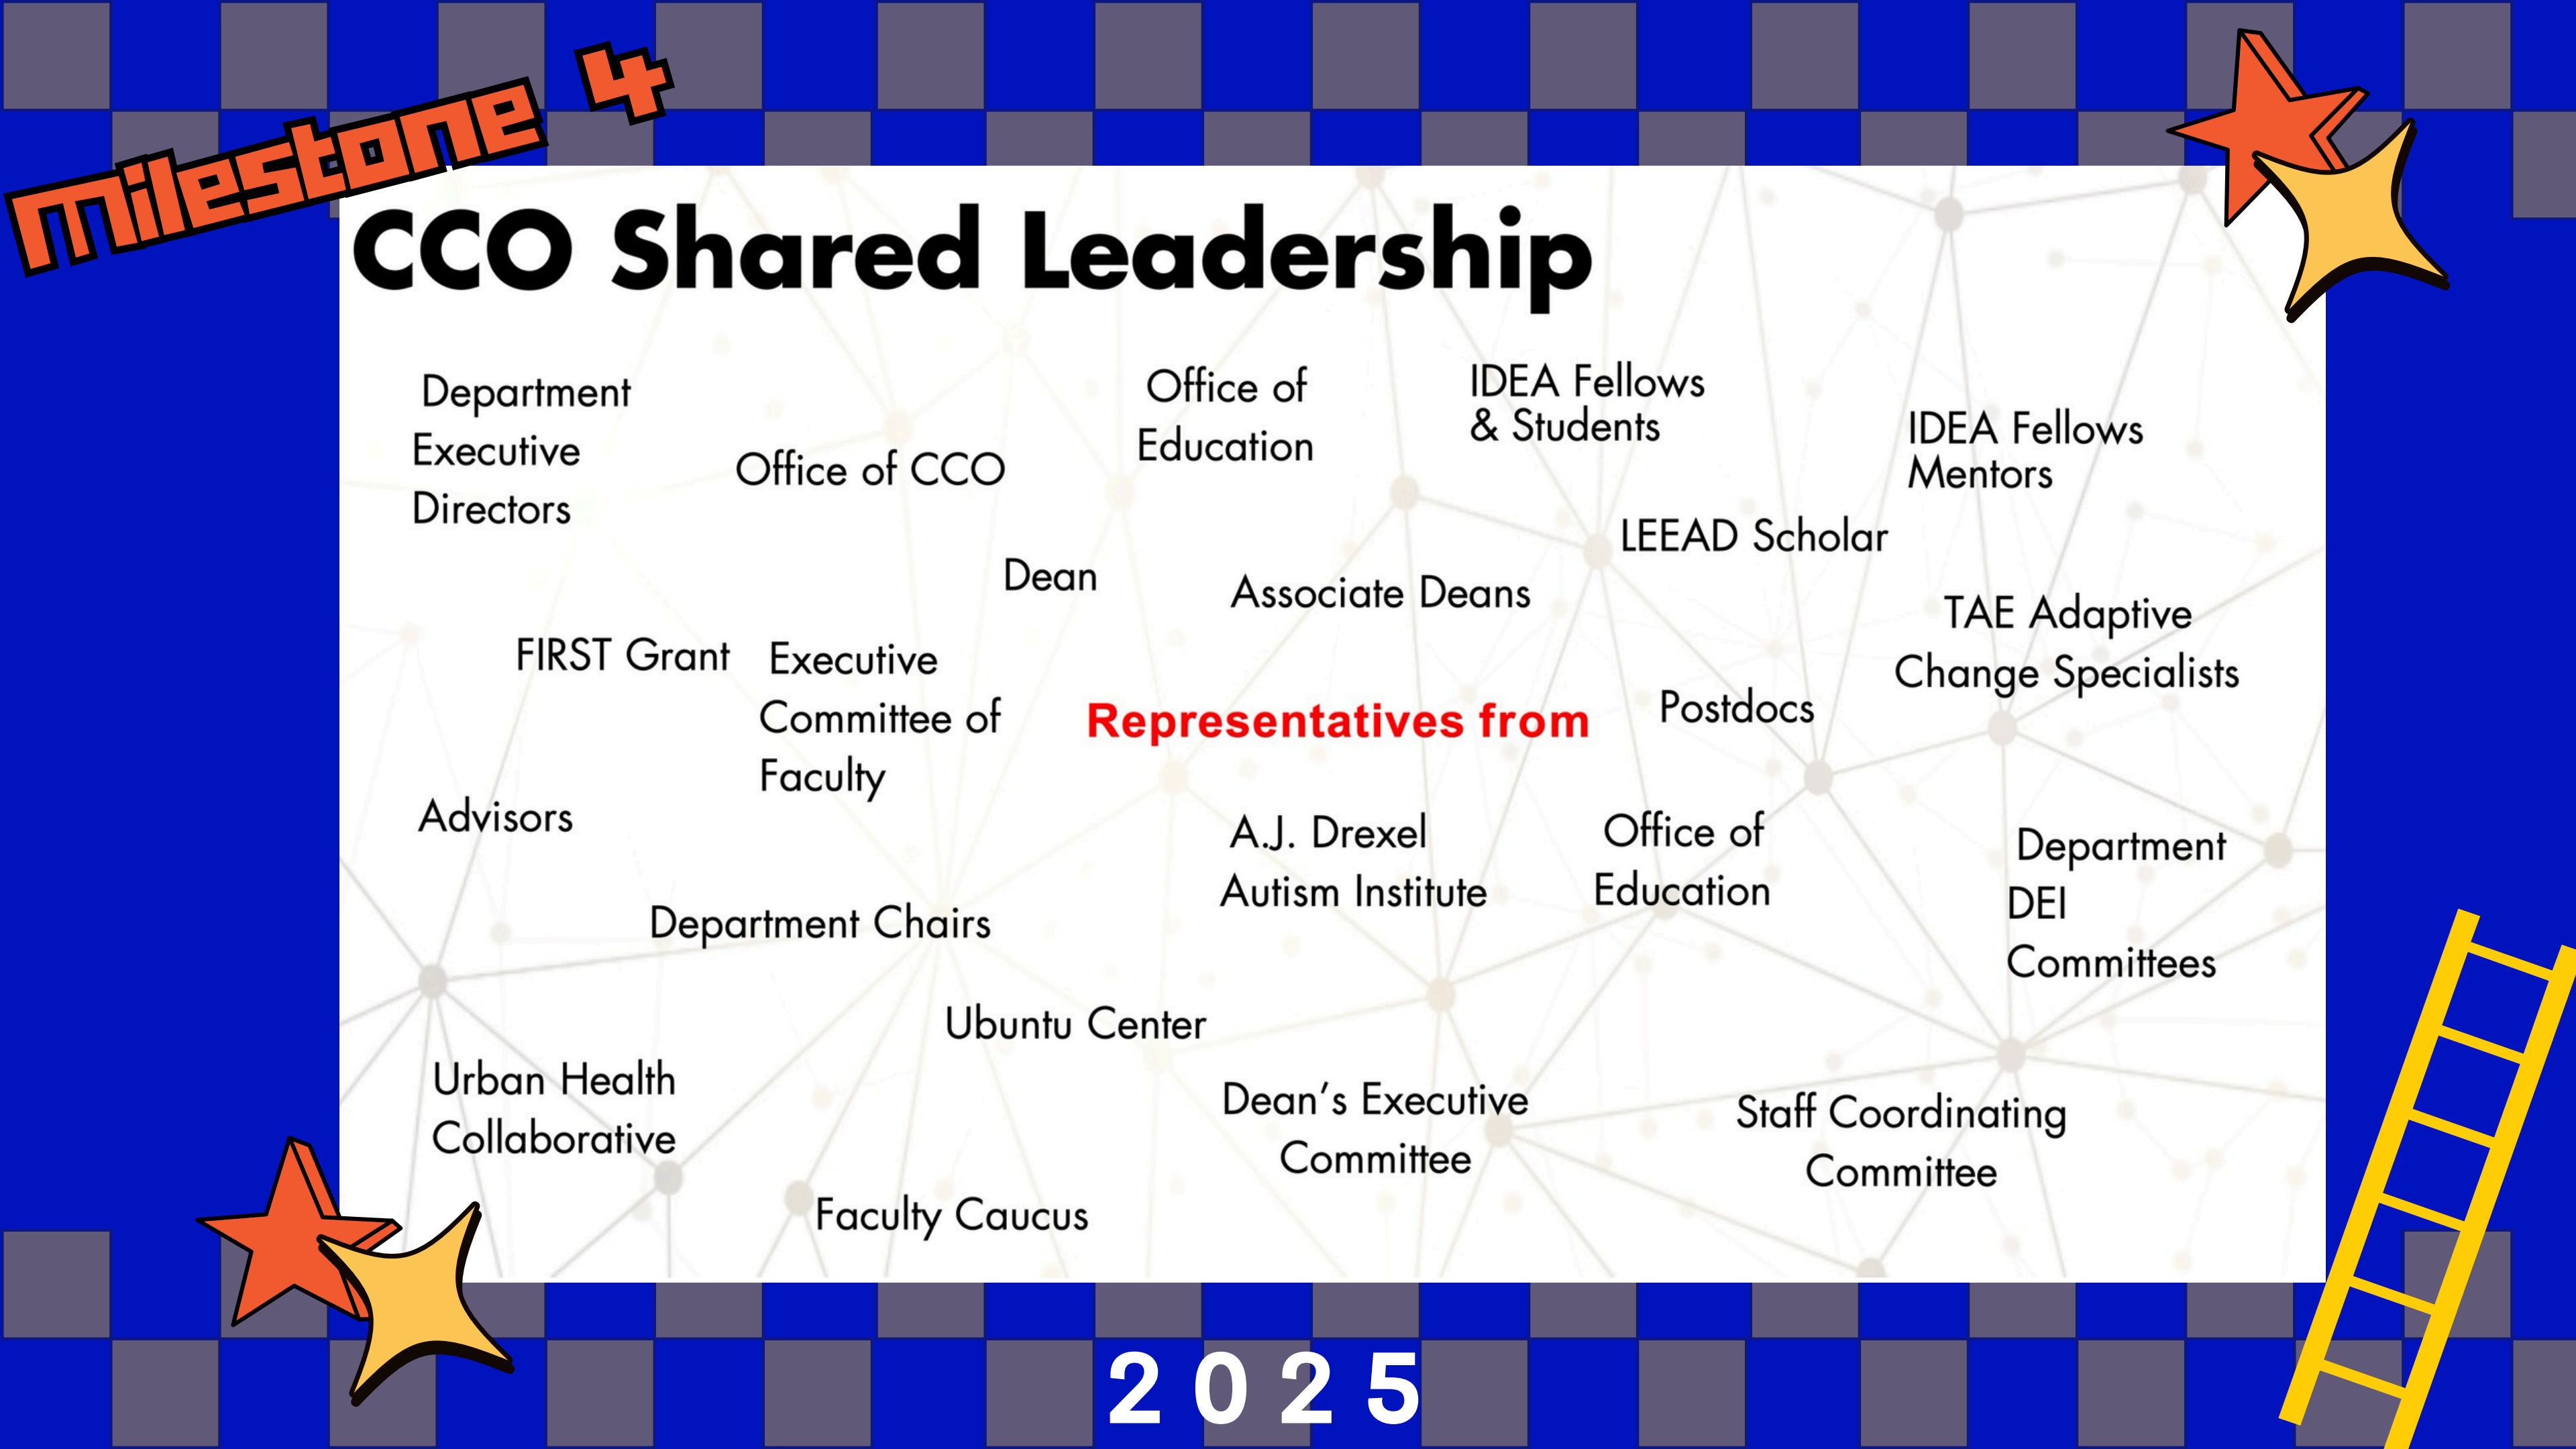 Milestone 4
CCO Shared Leadership
Department
Executive
Directors
Office of CCO
Office of
Education
IDEA Fellows
& Students
IDEA Fellows
Mentors
LEEAD Scholar
Dean
Associate Deans
TAE Adaptive
Change Specialists
FIRST Grant
Executive
Committee of
Faculty
Representatives from
Postdocs
Advisors
A.J. Drexel
Autism Institute
Office of
Education
Department
DEI
Committees
Department Chairs
Ubuntu Center
Urban Health
Collaborative
Dean’s Executive
Committee
Staff Coordinating
Committee
Faculty Caucus
2025